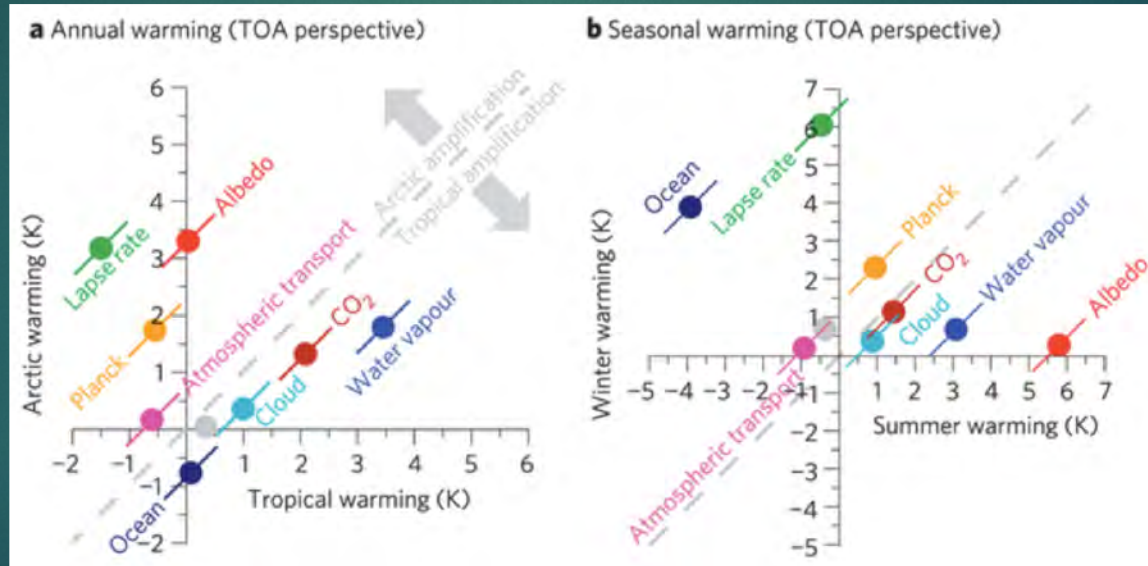 a Annual warming (TOA perspective)
6
5
4
3
2
1
-1
-2
-2
-1
0
1
2
3
4
5
6
Arctic warming (K)
Tropical warming (K)
Arctic amplification
Tropical amplification
Albedo
Lapse rate
Planck
Atmospheric transport
CO₂
Water vapour
Cloud
Ocean
b Seasonal warming (TOA perspective)
7
6
5
4
3
2
1
-1
-2
-3
-4
-5
-5
-4
-3
-2
1
2
3
4
5
6
7
Winter warming (K)
Summer warming (K)
Ocean
Lapse rate
Planck
CO₂
Cloud
Water vapour
Albedo
Atmospheric transport